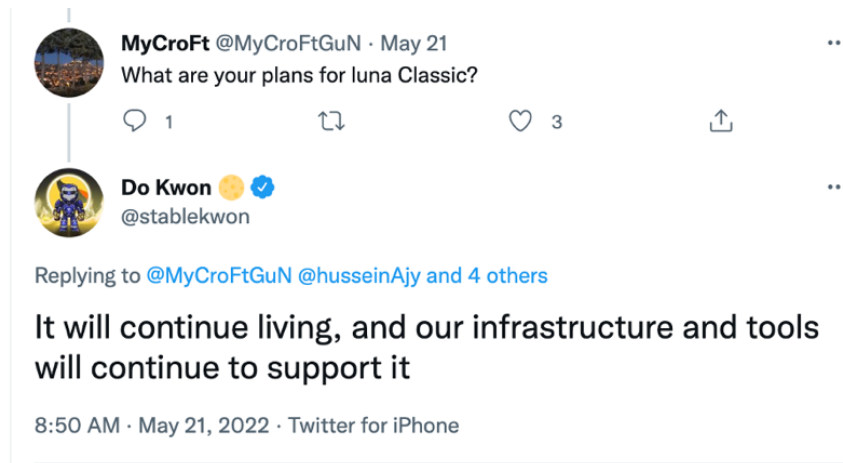 MyCroFt @MyCroFtGuN · May 21
What are your plans for luna Classic?
1 3
Do Kwon
@stablekwon
Replying to @MyCroFtGuN @husseinAjy and 4 others
It will continue living, and our infrastructure and tools
will continue to support it
8:50 AM · May 21, 2022 · Twitter for iPhone